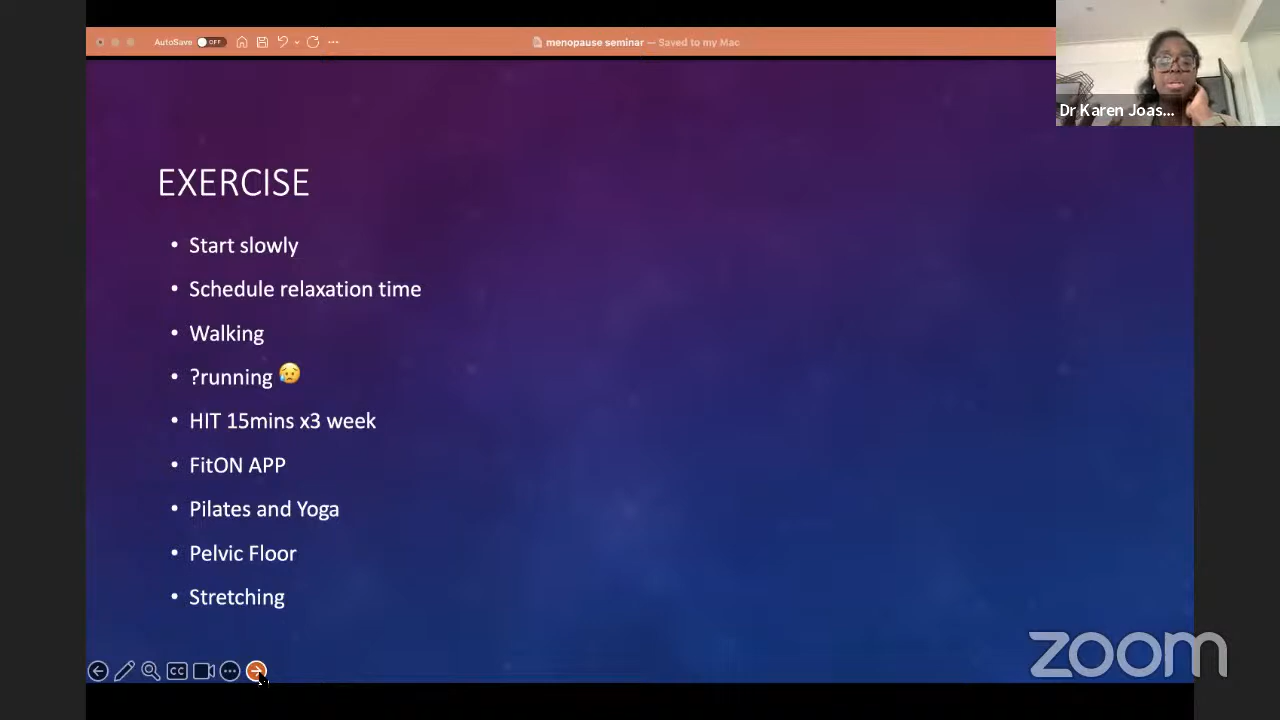 AutoSave OFF
menopause seminar — Saved to my Mac
Dr Karen Joas...
EXERCISE
• Start slowly
• Schedule relaxation time
• Walking
• ?running 😥
• HIT 15mins x3 week
• FitON APP
• Pilates and Yoga
• Pelvic Floor
• Stretching
CC
zoom